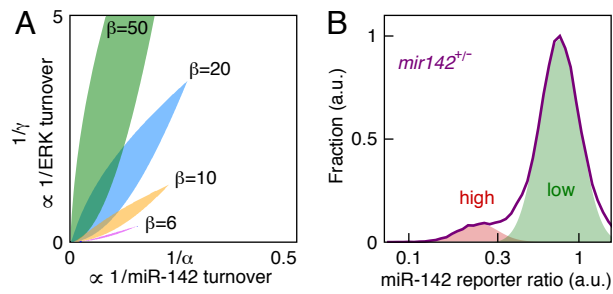 A
5
β=50
β=20
β=10
β=6
0
0
0.5
1/γ
∝ 1/ERK turnover
1/α
∝ 1/miR-142 turnover
B
mir142+/-
1
0.5
0
Fraction (a.u.)
high
low
0.1
0.3
1
miR-142 reporter ratio (a.u.)